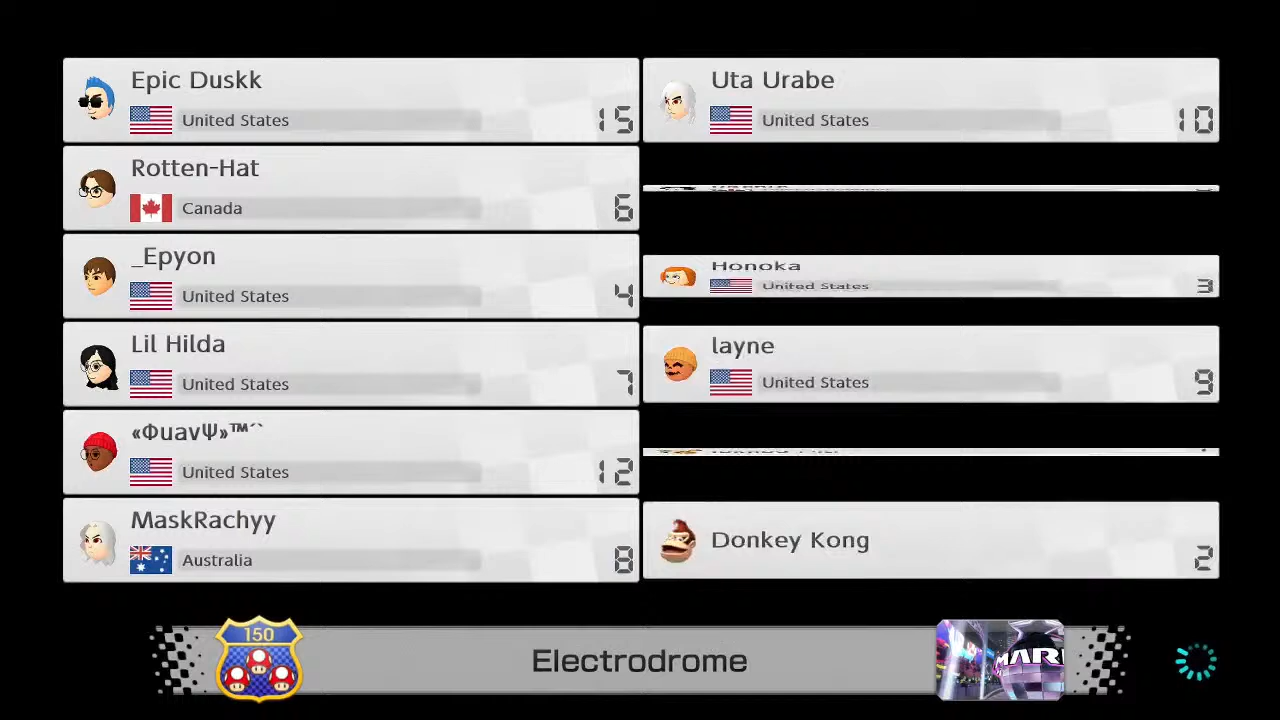 Epic Duskk
United States
15
Rotten-Hat
Canada
6
_Epyon
United States
4
Lil Hilda
United States
7
«ΦuavΨ»™´`
United States
12
MaskRachyy
Australia
8
Uta Urabe
United States
10
Honoka
United States
3
layne
United States
9
Donkey Kong
2
150
Electrodrome
MARI